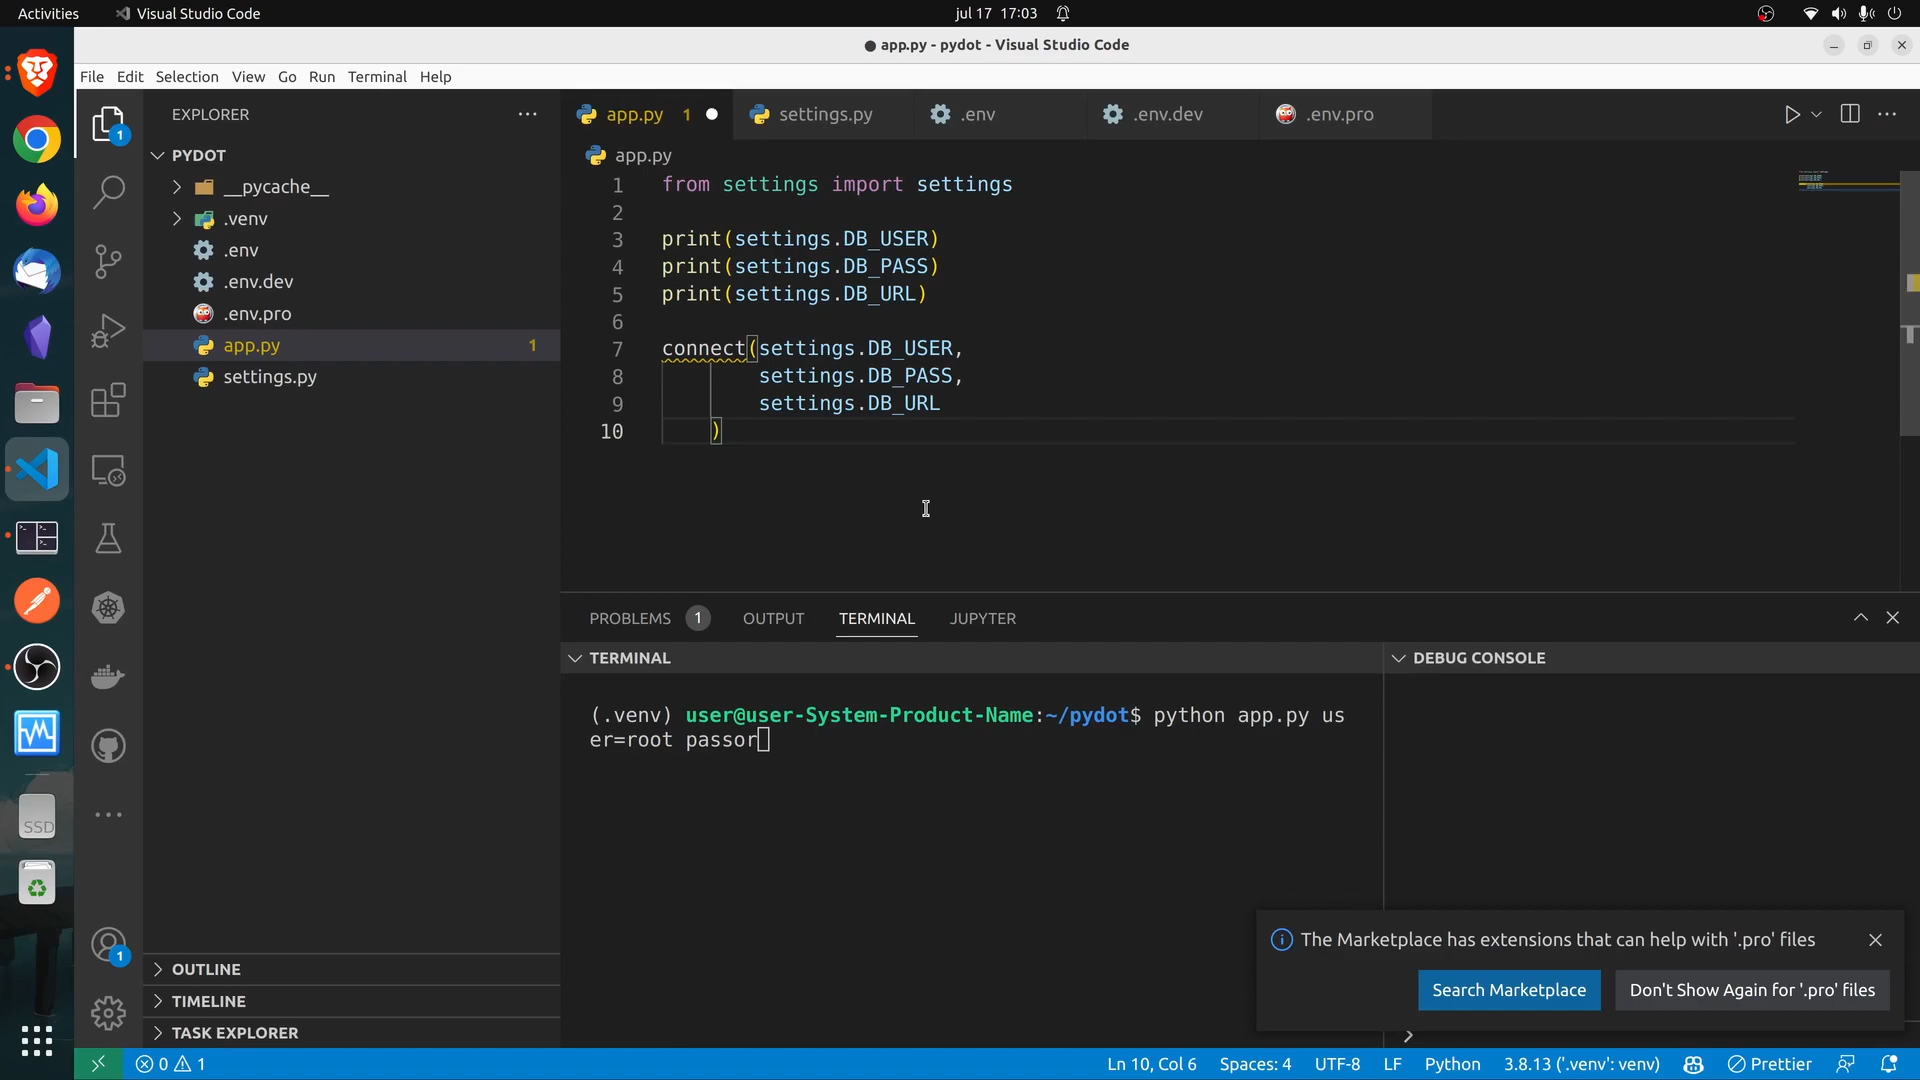 Activities
Visual Studio Code
jul 17 17:03
app.py - pydot - Visual Studio Code
File Edit Selection View Go Run Terminal Help
EXPLORER
PYDOT
__pycache__
.venv
.env
.env.dev
.env.pro
app.py 1
settings.py
OUTLINE
TIMELINE
TASK EXPLORER
1
1
SSD
app.py 1
settings.py
.env
.env.dev
.env.pro
app.py
1 from settings import settings
2
3 print(settings.DB_USER)
4 print(settings.DB_PASS)
5 print(settings.DB_URL)
6
7 connect(settings.DB_USER,
8 settings.DB_PASS,
9 settings.DB_URL
10 )
PROBLEMS 1 OUTPUT TERMINAL JUPYTER
TERMINAL
DEBUG CONSOLE
(.venv) user@user-System-Product-Name:~/pydot$ python app.py us
er=root passor
The Marketplace has extensions that can help with '.pro' files
Search Marketplace
Don't Show Again for '.pro' files
0 1
Ln 10, Col 6 Spaces: 4 UTF-8 LF Python 3.8.13 ('.venv': venv) Prettier